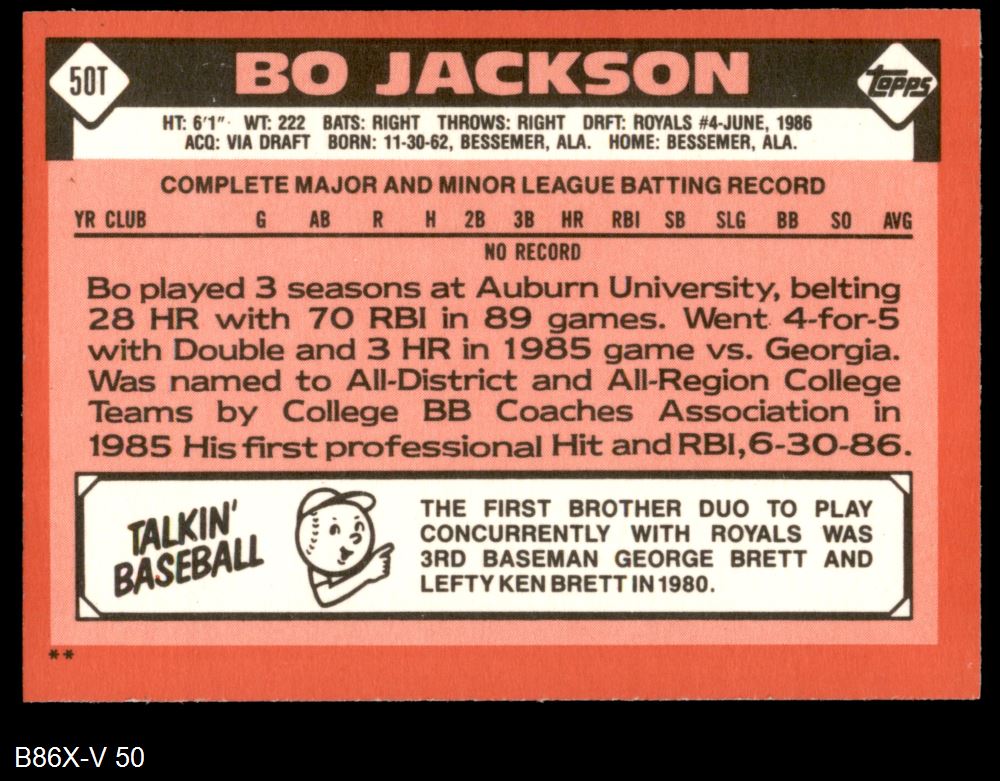 50T
BO JACKSON
Topps
HT: 6'1" WT: 222 BATS: RIGHT THROWS: RIGHT DRFT: ROYALS #4-JUNE, 1986
ACQ: VIA DRAFT BORN: 11-30-62, BESSEMER, ALA. HOME: BESSEMER, ALA.
COMPLETE MAJOR AND MINOR LEAGUE BATTING RECORD
YR CLUB G AB R H 2B 3B HR RBI SB SLG BB SO AVG
NO RECORD
Bo played 3 seasons at Auburn University, belting
28 HR with 70 RBI in 89 games. Went 4-for-5
with Double and 3 HR in 1985 game vs. Georgia.
Was named to All-District and All-Region College
Teams by College BB Coaches Association in
1985 His first professional Hit and RBI, 6-30-86.
TALKIN'
BASEBALL
THE FIRST BROTHER DUO TO PLAY
CONCURRENTLY WITH ROYALS WAS
3RD BASEMAN GEORGE BRETT AND
LEFTY KEN BRETT IN 1980.
**
B86X-V 50